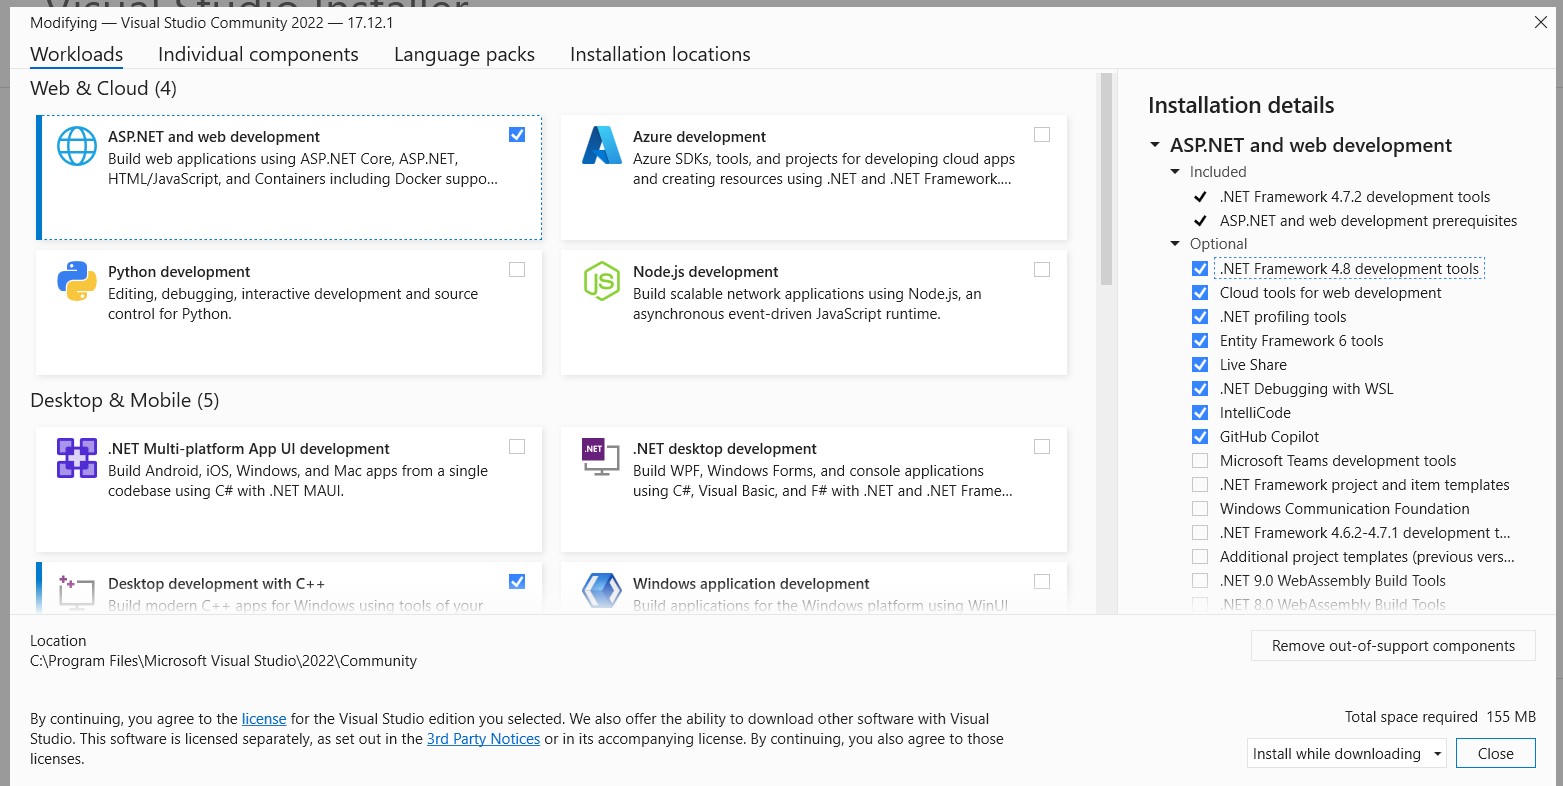 Visual Studio Installer
Modifying — Visual Studio Community 2022 — 17.12.1
Workloads
Individual components
Language packs
Installation locations
Web & Cloud (4)
ASP.NET and web development
Build web applications using ASP.NET Core, ASP.NET,
HTML/JavaScript, and Containers including Docker suppo...
Azure development
Azure SDKs, tools, and projects for developing cloud apps
and creating resources using .NET and .NET Framework....
Python development
Editing, debugging, interactive development and source
control for Python.
JS
Node.js development
Build scalable network applications using Node.js, an
asynchronous event-driven JavaScript runtime.
Desktop & Mobile (5)
.NET Multi-platform App UI development
Build Android, iOS, Windows, and Mac apps from a single
codebase using C# with .NET MAUI.
.NET
.NET desktop development
Build WPF, Windows Forms, and console applications
using C#, Visual Basic, and F# with .NET and .NET Frame...
Desktop development with C++
Build modern C++ apps for Windows using tools of your
Windows application development
Build applications for the Windows platform using WinUI
Installation details
ASP.NET and web development
Included
.NET Framework 4.7.2 development tools
ASP.NET and web development prerequisites
Optional
.NET Framework 4.8 development tools
Cloud tools for web development
.NET profiling tools
Entity Framework 6 tools
Live Share
.NET Debugging with WSL
IntelliCode
GitHub Copilot
Microsoft Teams development tools
.NET Framework project and item templates
Windows Communication Foundation
.NET Framework 4.6.2-4.7.1 development t...
Additional project templates (previous vers...
.NET 9.0 WebAssembly Build Tools
.NET 8.0 WebAssembly Build Tools
Location
C:\Program Files\Microsoft Visual Studio\2022\Community
Remove out-of-support components
By continuing, you agree to the license for the Visual Studio edition you selected. We also offer the ability to download other software with Visual
Studio. This software is licensed separately, as set out in the 3rd Party Notices or in its accompanying license. By continuing, you also agree to those
licenses.
Total space required 155 MB
Install while downloading
Close